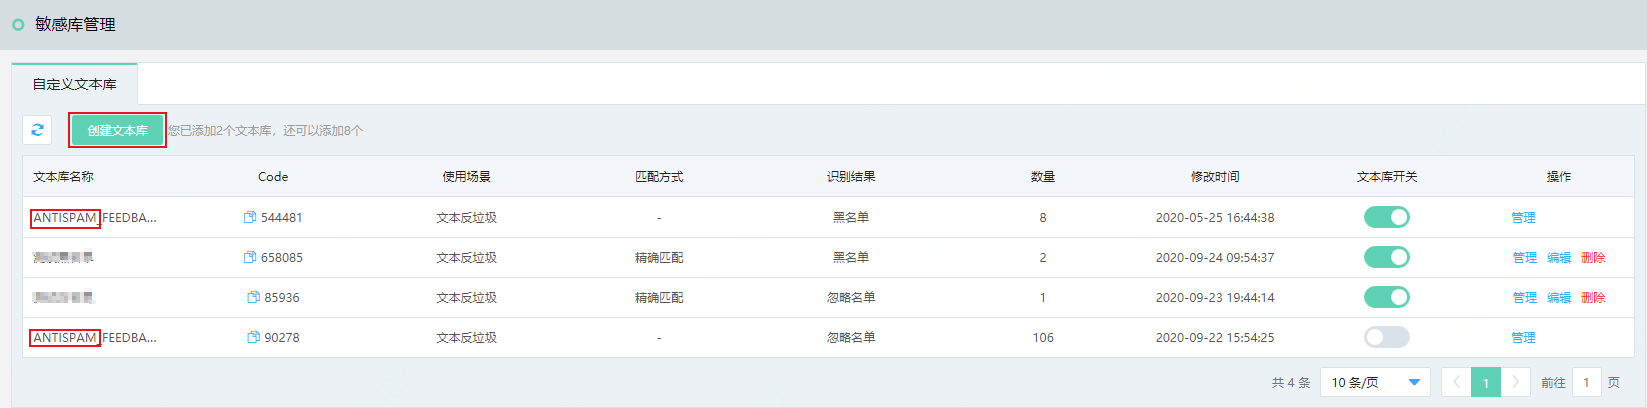 敏感库管理
自定义文本库
创建文本库 您已添加2个文本库，还可以添加8个
文本库名称 Code 使用场景 匹配方式 识别结果 数量 修改时间 文本库开关 操作
ANTISPAM_FEEDBA... 544481 文本反垃圾 - 黑名单 8 2020-05-25 16:44:38 管理
658085 文本反垃圾 精确匹配 黑名单 2 2020-09-24 09:54:37 管理 编辑 删除
85936 文本反垃圾 精确匹配 忽略名单 1 2020-09-23 19:44:14 管理 编辑 删除
ANTISPAM_FEEDBA... 90278 文本反垃圾 - 忽略名单 106 2020-09-22 15:54:25 管理
共 4 条 10 条/页 1 前往 1 页